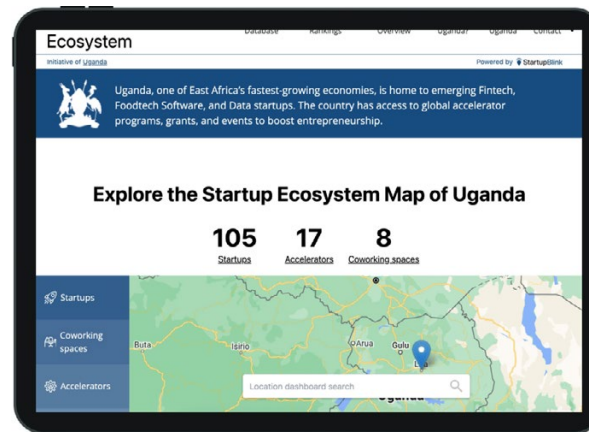 Ecosystem
Database Rankings Overview Uganda? Uganda Contact
Initiative of Uganda
Powered by StartupBlink
Uganda, one of East Africa's fastest-growing economies, is home to emerging Fintech,
Foodtech Software, and Data startups. The country has access to global accelerator
programs, grants, and events to boost entrepreneurship.
Explore the Startup Ecosystem Map of Uganda
105 17 8
Startups Accelerators Coworking spaces
Startups
Coworking
spaces
Accelerators
Buta
Isiro
Arua
Gulu
Location dashboard search